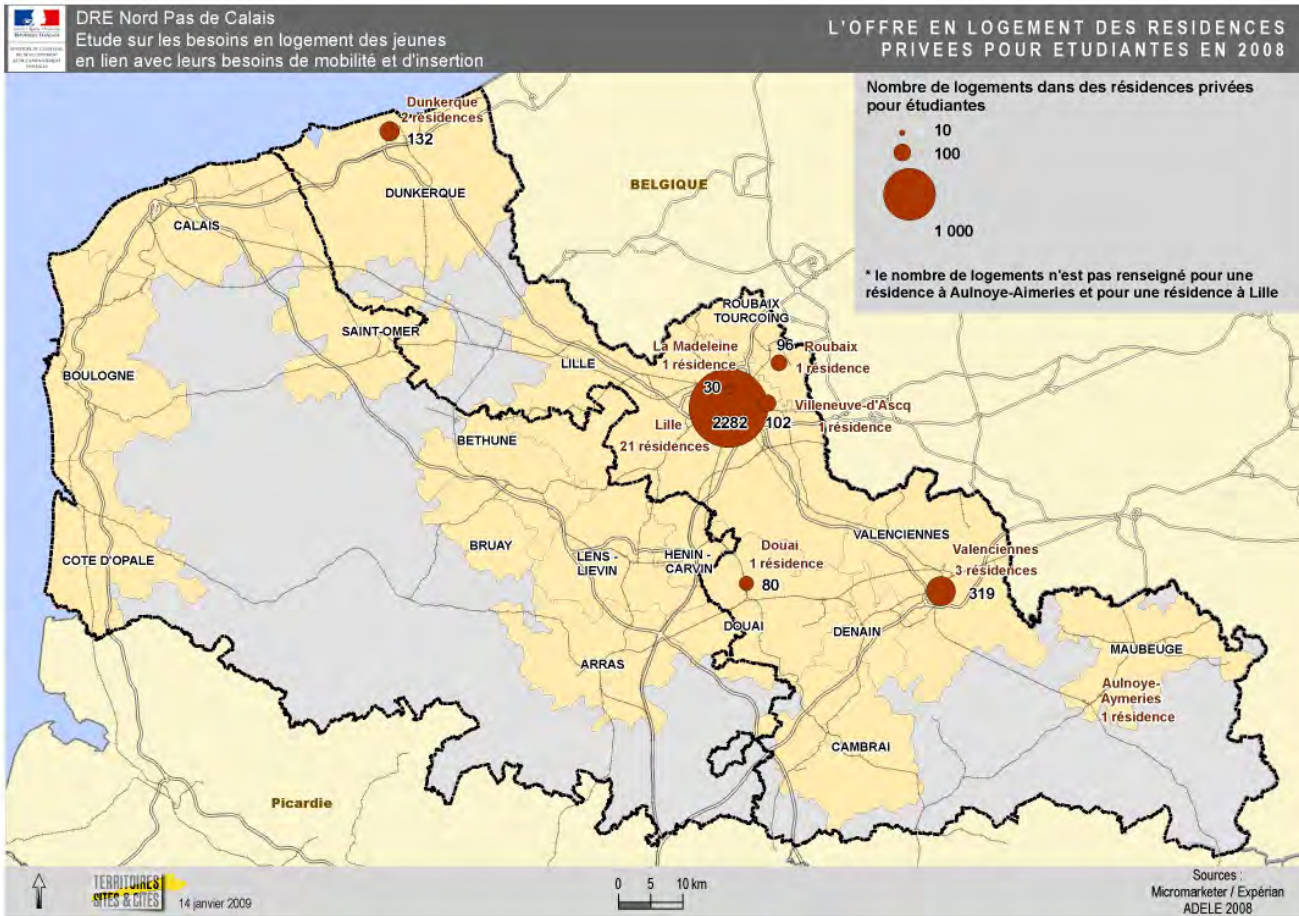 DRE Nord Pas de Calais
Etude sur les besoins en logement des jeunes
en lien avec leurs besoins de mobilité et d'insertion
L'OFFRE EN LOGEMENT DES RESIDENCES
PRIVEES POUR ETUDIANTES EN 2008
Nombre de logements dans des résidences privées
pour étudiantes
10
100
1 000
* le nombre de logements n'est pas renseigné pour une
résidence à Aulnoye-Aimeries et pour une résidence à Lille
Dunkerque
2 résidences
132
DUNKERQUE
BELGIQUE
CALAIS
ROUBAIX
TOURCOING
SAINT-OMER
La Madeleine
1 résidence
96
Roubaix
1 résidence
LILLE
BOULOGNE
30
Villeneuve-d'Ascq
1 résidence
Lille
21 résidences
2282
102
BETHUNE
VALENCIENNES
BRUAY
LENS -
LIEVIN
HENIN -
CARVIN
Douai
1 résidence
80
Valenciennes
3 résidences
319
COTE D'OPALE
DOUAI
DENAIN
MAUBEUGE
ARRAS
Aulnoye-
Aymeries
1 résidence
CAMBRAI
Picardie
TERRITOIRES
SITES & CITÉS
14 janvier 2009
0 5 10 km
Sources :
Micromarketer / Expérian
ADELE 2008